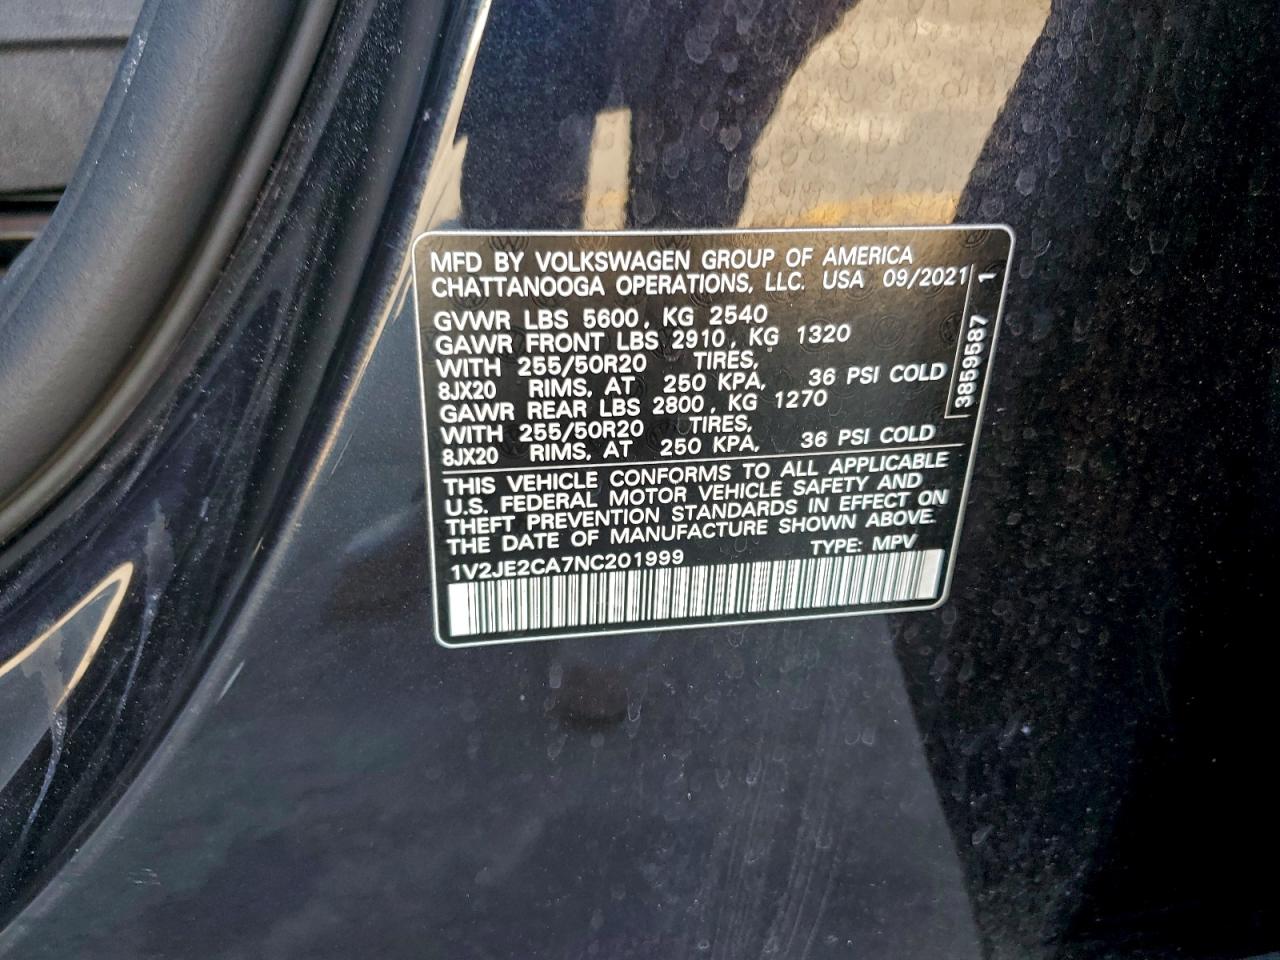 MFD BY VOLKSWAGEN GROUP OF AMERICA
CHATTANOOGA OPERATIONS, LLC. USA 09/2021
GVWR LBS 5600, KG 2540
GAWR FRONT LBS 2910, KG 1320
WITH 255/50R20 TIRES,
8JX20 RIMS, AT 250 KPA, 36 PSI COLD
GAWR REAR LBS 2800, KG 1270
WITH 255/50R20 TIRES,
8JX20 RIMS, AT 250 KPA, 36 PSI COLD
3859587 1
THIS VEHICLE CONFORMS TO ALL APPLICABLE
U.S. FEDERAL MOTOR VEHICLE SAFETY AND
THEFT PREVENTION STANDARDS IN EFFECT ON
THE DATE OF MANUFACTURE SHOWN ABOVE.
1V2JE2CA7NC201999 TYPE: MPV